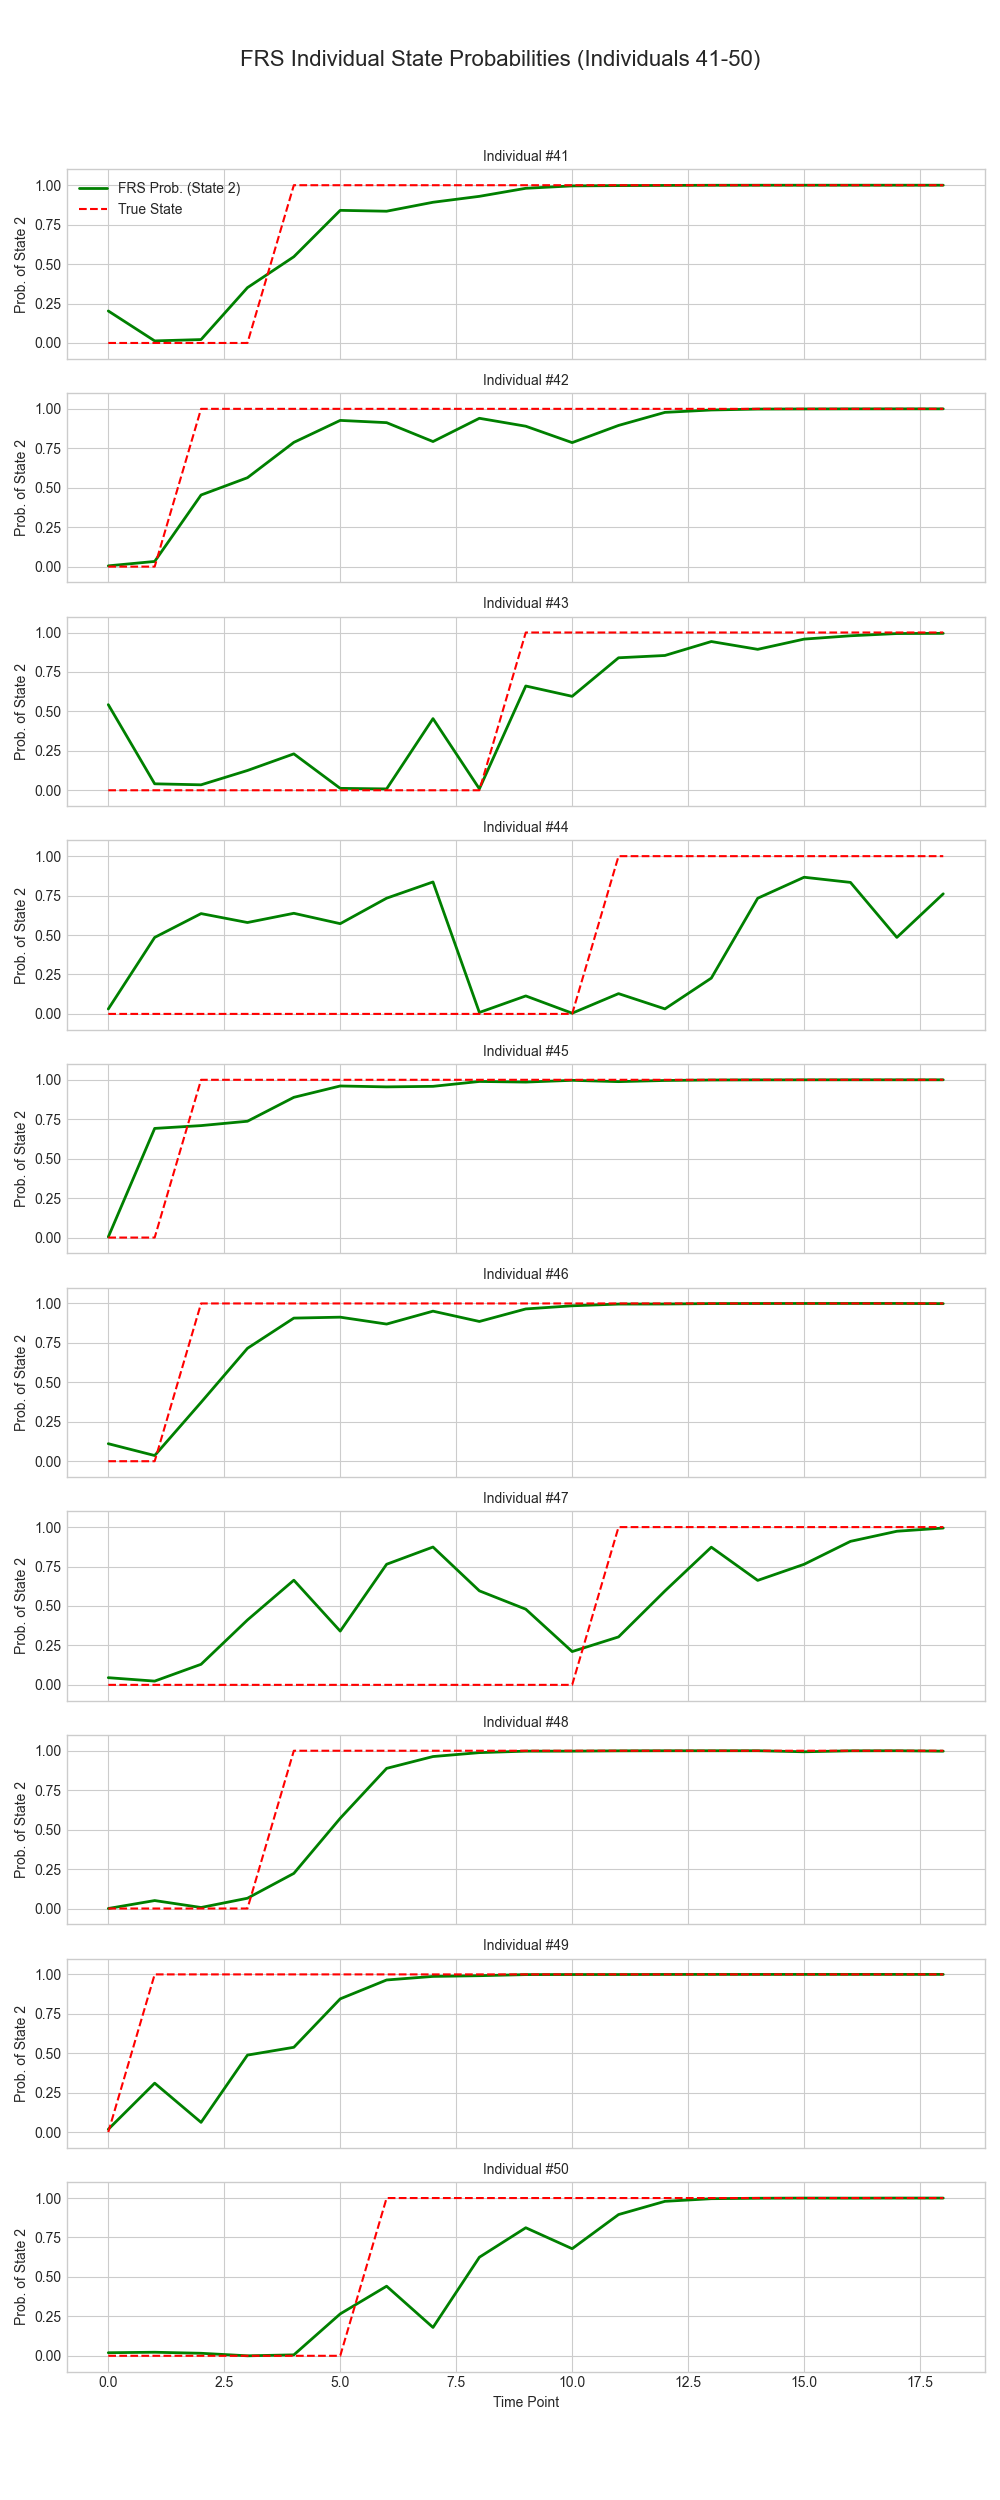 FRS Individual State Probabilities (Individuals 41-50)
Individual #41
FRS Prob. (State 2)
True State
1.00
0.75
0.50
0.25
0.00
Prob. of State 2
Individual #42
1.00
0.75
0.50
0.25
0.00
Prob. of State 2
Individual #43
1.00
0.75
0.50
0.25
0.00
Prob. of State 2
Individual #44
1.00
0.75
0.50
0.25
0.00
Prob. of State 2
Individual #45
1.00
0.75
0.50
0.25
0.00
Prob. of State 2
Individual #46
1.00
0.75
0.50
0.25
0.00
Prob. of State 2
Individual #47
1.00
0.75
0.50
0.25
0.00
Prob. of State 2
Individual #48
1.00
0.75
0.50
0.25
0.00
Prob. of State 2
Individual #49
1.00
0.75
0.50
0.25
0.00
Prob. of State 2
Individual #50
1.00
0.75
0.50
0.25
0.00
Prob. of State 2
0.0 2.5 5.0 7.5 10.0 12.5 15.0 17.5
Time Point